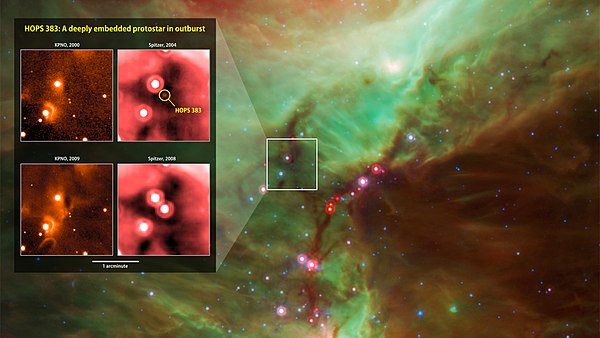 HOPS 383: A deeply embedded protostar in outburst
KPNO, 2000
Spitzer, 2004
HOPS 383
KPNO, 2009
Spitzer, 2008
1 arcminute